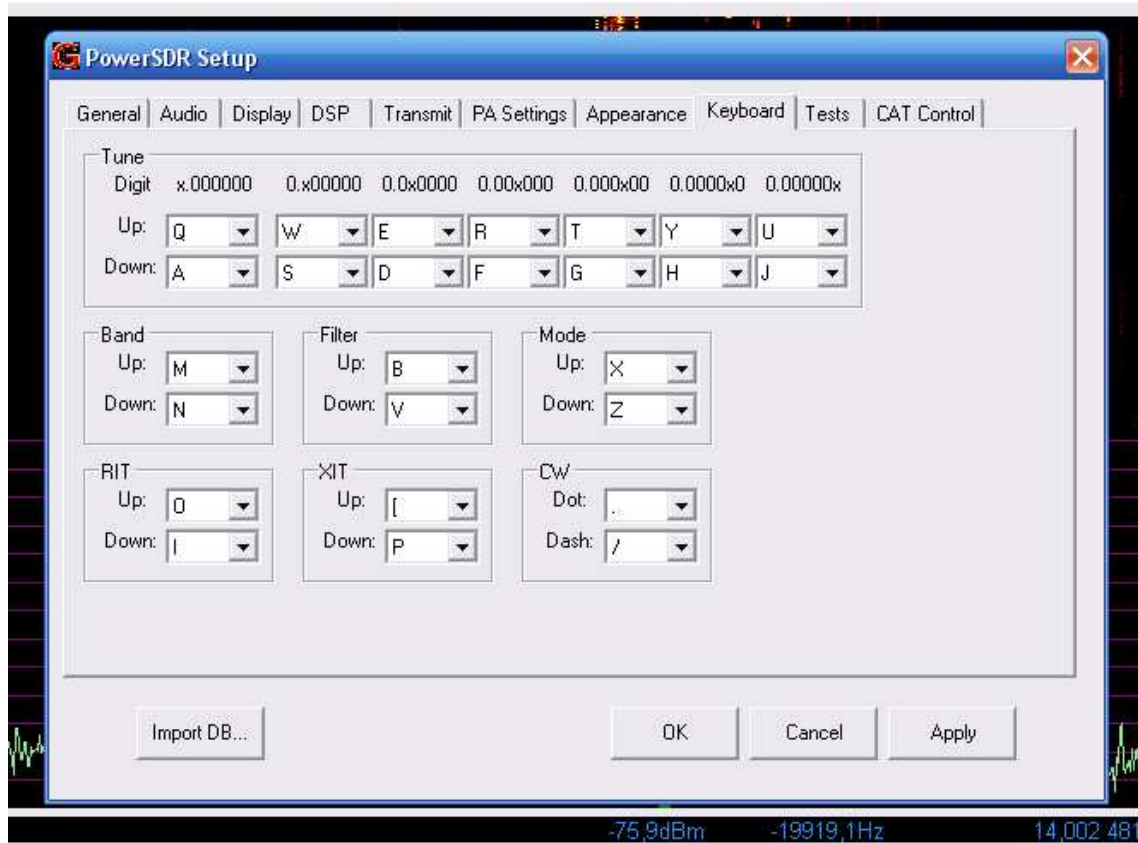 PowerSDR Setup
General Audio Display DSP Transmit PA Settings Appearance Keyboard Tests CAT Control
Tune
Digit x.000000 0.x00000 0.0x0000 0.00x000 0.000x00 0.0000x0 0.00000x
Up: Q W E R T Y U
Down: A S D F G H J
Band Filter Mode
Up: M Up: B Up: X
Down: N Down: V Down: Z
RIT XIT CW
Up: O Up: [ Dot: .
Down: I Down: P Dash: /
Import DB... OK Cancel Apply
-75,9dBm -19919,1Hz 14,002 481